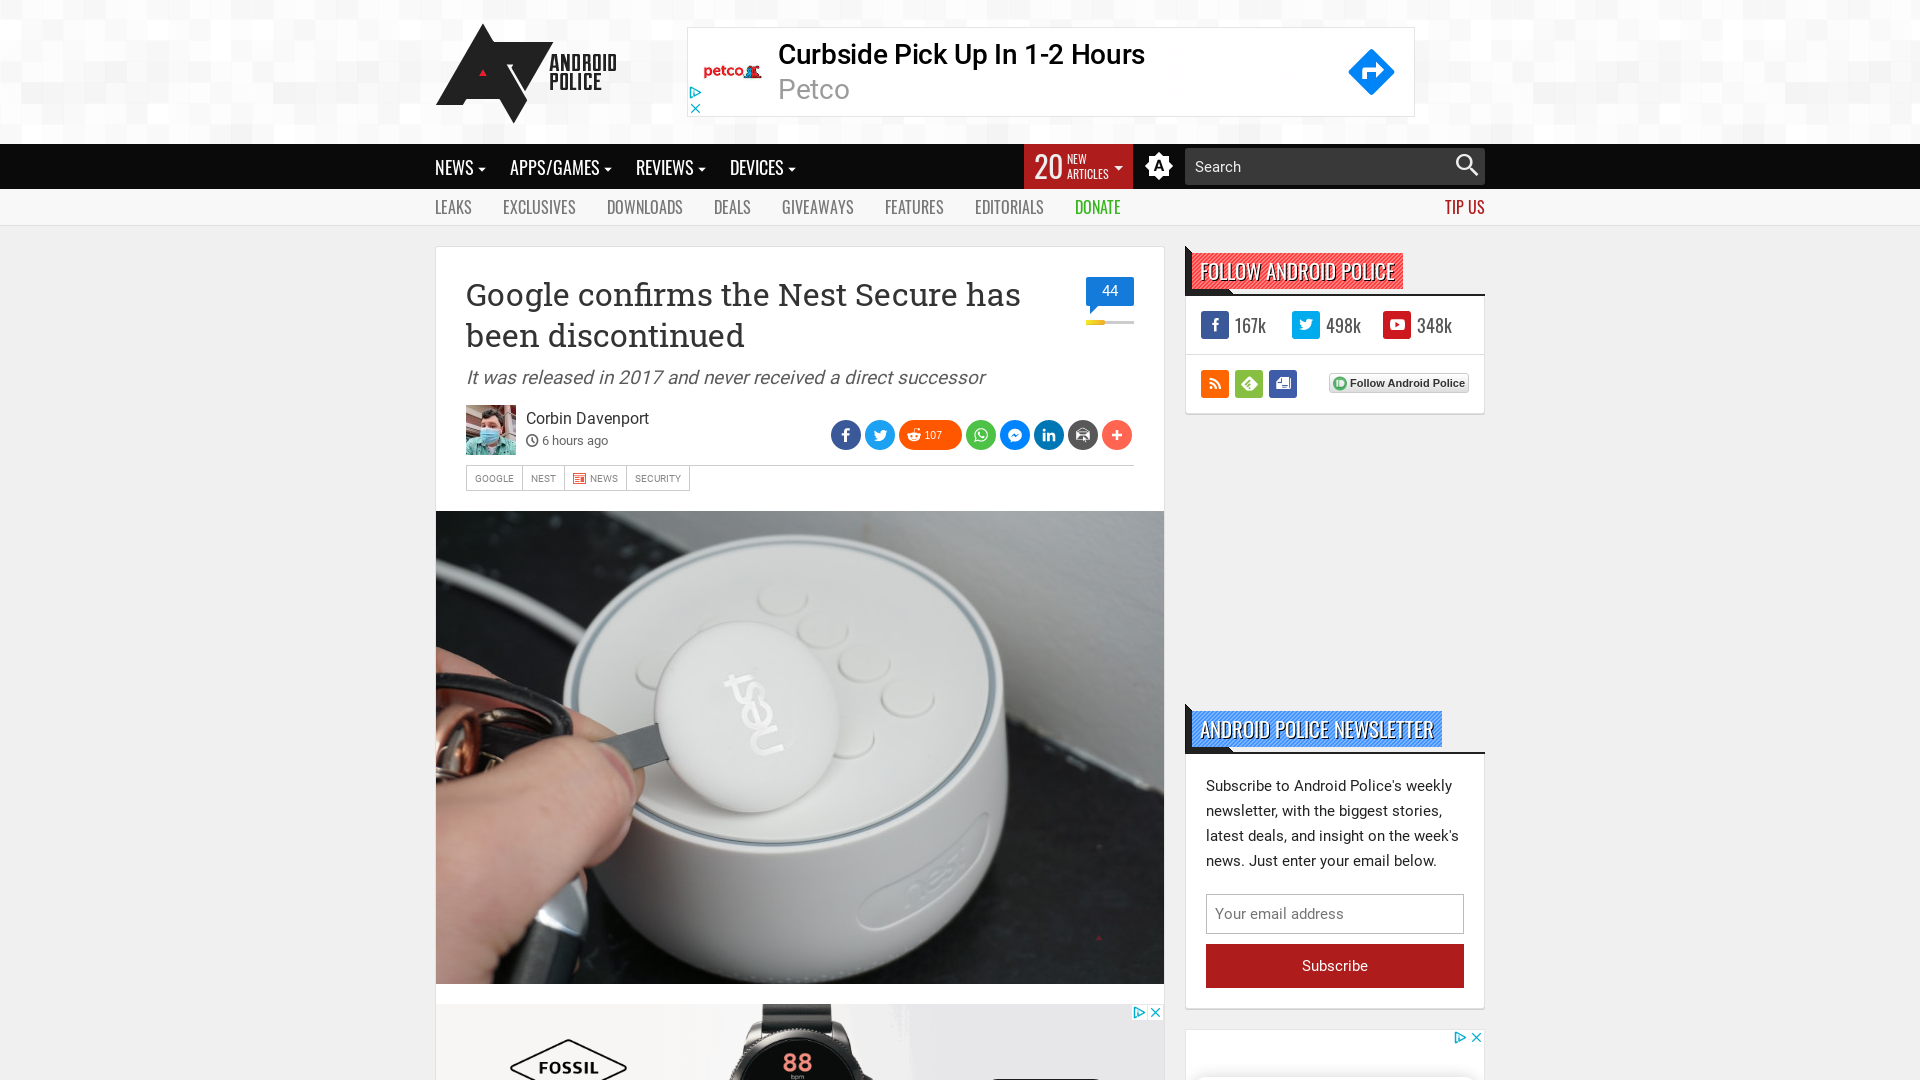 ANDROID
POLICE
petco
Curbside Pick Up In 1-2 Hours
Petco
NEWS
APPS/GAMES
REVIEWS
DEVICES
20 NEW ARTICLES
A
Search
LEAKS
EXCLUSIVES
DOWNLOADS
DEALS
GIVEAWAYS
FEATURES
EDITORIALS
DONATE
TIP US
Google confirms the Nest Secure has
been discontinued
44
It was released in 2017 and never received a direct successor
Corbin Davenport
6 hours ago
107
GOOGLE
NEST
NEWS
SECURITY
nest
nest
FOSSIL
88
bpm
FOLLOW ANDROID POLICE
167k
498k
348k
Follow Android Police
ANDROID POLICE NEWSLETTER
Subscribe to Android Police's weekly
newsletter, with the biggest stories,
latest deals, and insight on the week's
news. Just enter your email below.
Your email address
Subscribe